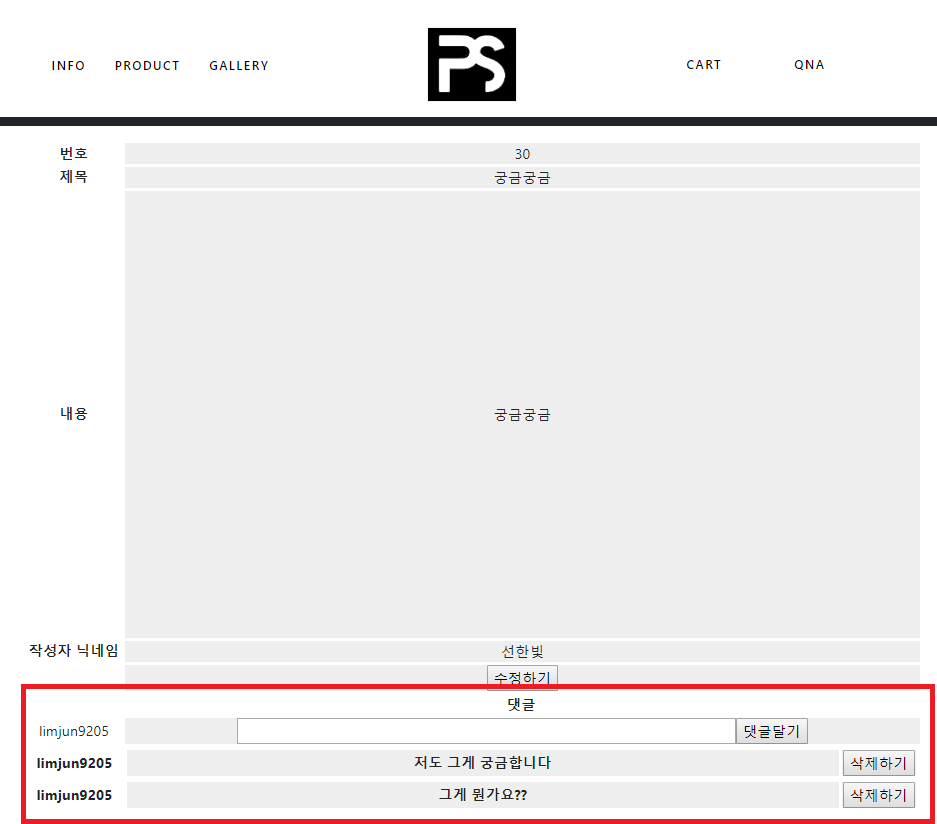 INFO PRODUCT GALLERY PS CART QNA
번호 30
제목 궁금궁금
내용 궁금궁금
작성자 닉네임 선한빛
수정하기
댓글
limjun9205 댓글달기
limjun9205 저도 그게 궁금합니다 삭제하기
limjun9205 그게 뭔가요?? 삭제하기